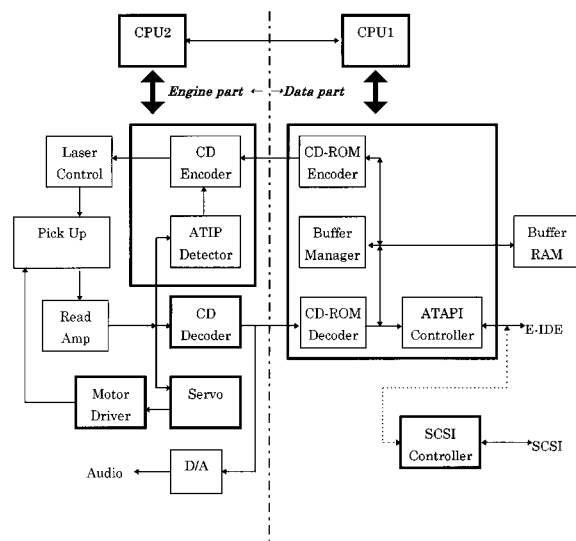 CPU2
CPU1
Engine part ← →Data part
Laser
Control
CD
Encoder
CD-ROM
Encoder
Pick Up
ATIP
Detector
Buffer
Manager
Buffer
RAM
Read
Amp
CD
Decoder
CD-ROM
Decoder
ATAPI
Controller
E-IDE
Motor
Driver
Servo
SCSI
Controller
SCSI
Audio
D/A